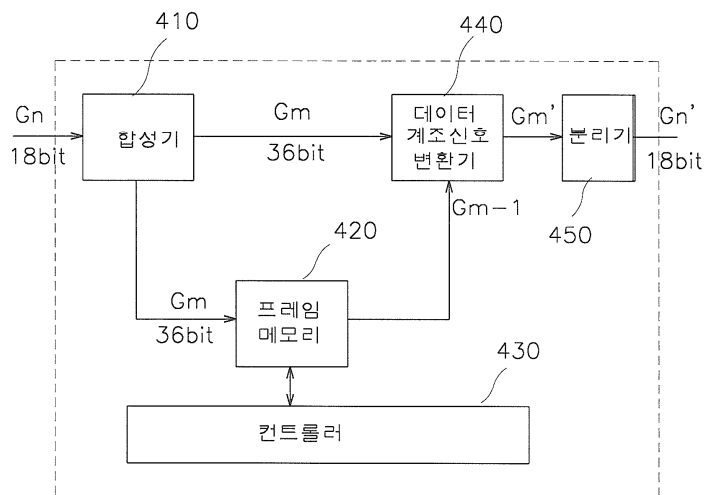 410
440
Gn
18bit
합성기
Gm
36bit
데이터
계조신호
변환기
Gm'
분리기
Gn'
18bit
450
Gm-1
420
Gm
36bit
프레임
메모리
430
컨트롤러